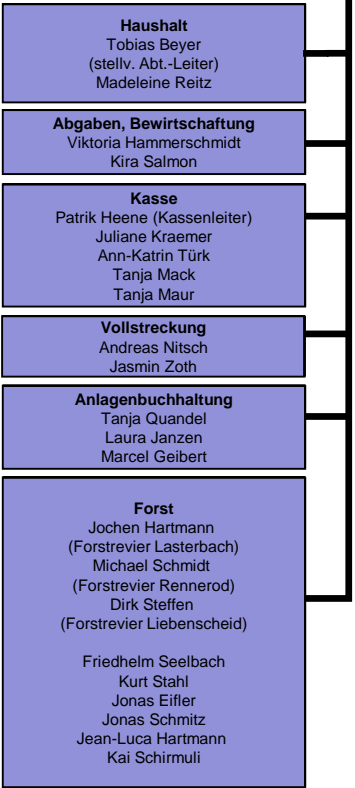 Haushalt
Tobias Beyer
(stellv. Abt.-Leiter)
Madeleine Reitz
Abgaben, Bewirtschaftung
Viktoria Hammerschmidt
Kira Salmon
Kasse
Patrik Heene (Kassenleiter)
Juliane Kraemer
Ann-Katrin Türk
Tanja Mack
Tanja Maur
Vollstreckung
Andreas Nitsch
Jasmin Zoth
Anlagenbuchhaltung
Tanja Quandel
Laura Janzen
Marcel Geibert
Forst
Jochen Hartmann
(Forstrevier Lasterbach)
Michael Schmidt
(Forstrevier Rennerod)
Dirk Steffen
(Forstrevier Liebenscheid)
Friedhelm Seelbach
Kurt Stahl
Jonas Eifler
Jonas Schmitz
Jean-Luca Hartmann
Kai Schirmuli